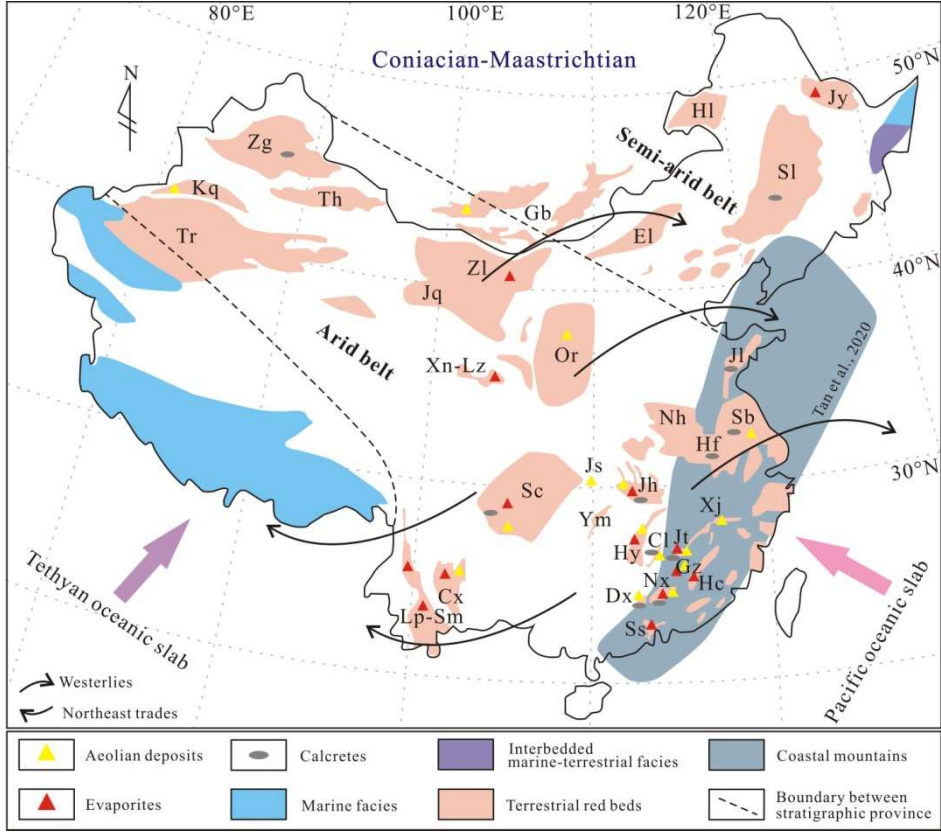 80°E
100°E
120°E
Coniacian-Maastrichtian
50°N
N
Hl
Jy
Zg
Semi-arid belt
Sl
Kq
Th
Gb
Tr
El
Zl
40°N
Jq
Arid belt
Or
Xn-Lz
Jl
Tan et al., 2020
Nh
Sb
Hf
30°N
Js
Sc
Jh
Xj
Ym
Cl
Jt
Hy
Gz
Nx
Hc
Cx
Dx
Lp-Sm
Ss
Tethyan oceanic slab
Pacific oceanic slab
Westerlies
Northeast trades
Aeolian deposits
Calcretes
Interbedded
marine-terrestrial facies
Coastal mountains
Evaporites
Marine facies
Terrestrial red beds
Boundary between
stratigraphic province